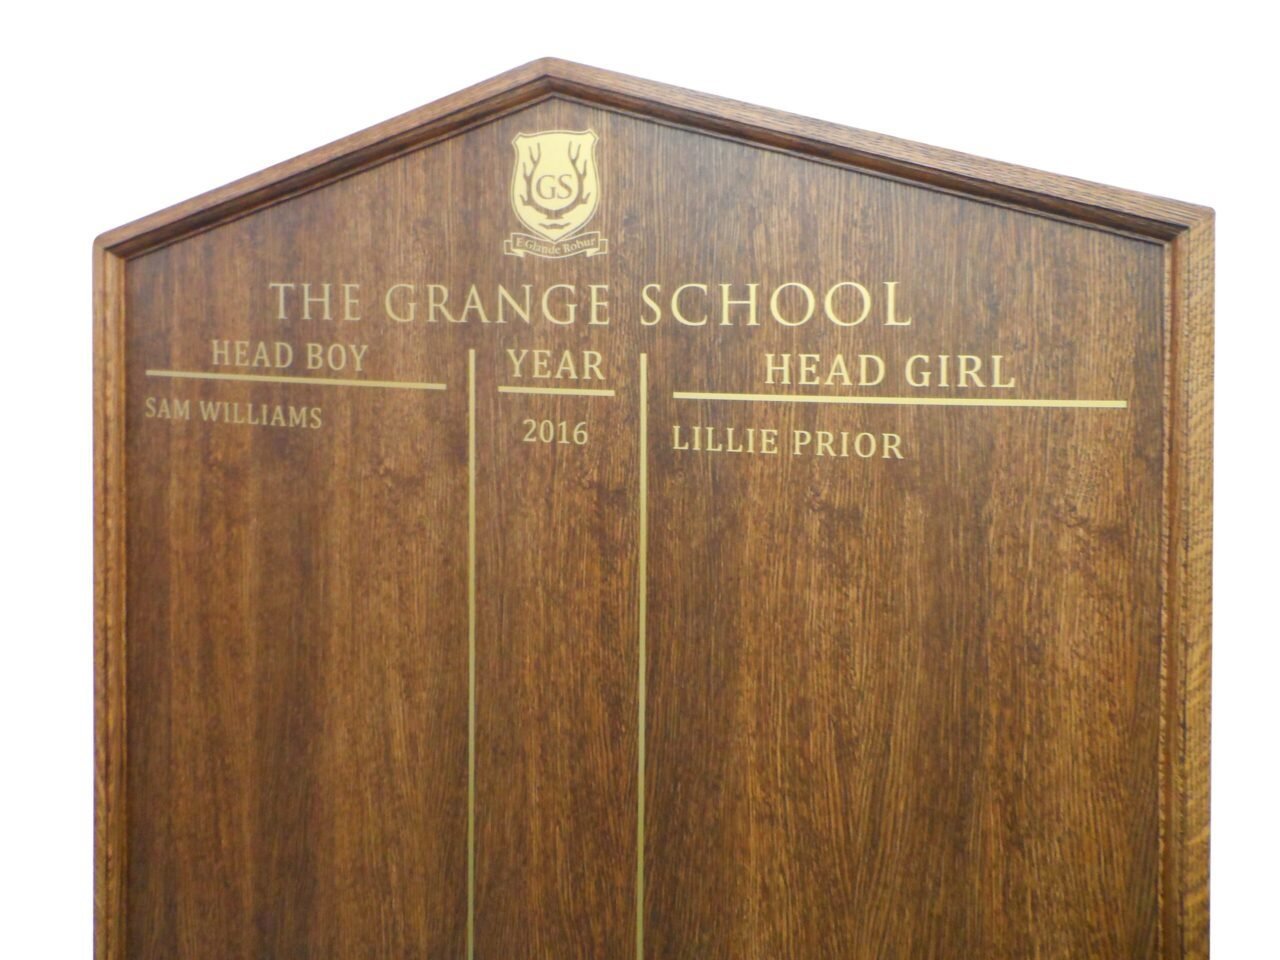 GS
E Glande Robur
THE GRANGE SCHOOL
HEAD BOY YEAR HEAD GIRL
SAM WILLIAMS 2016 LILLIE PRIOR